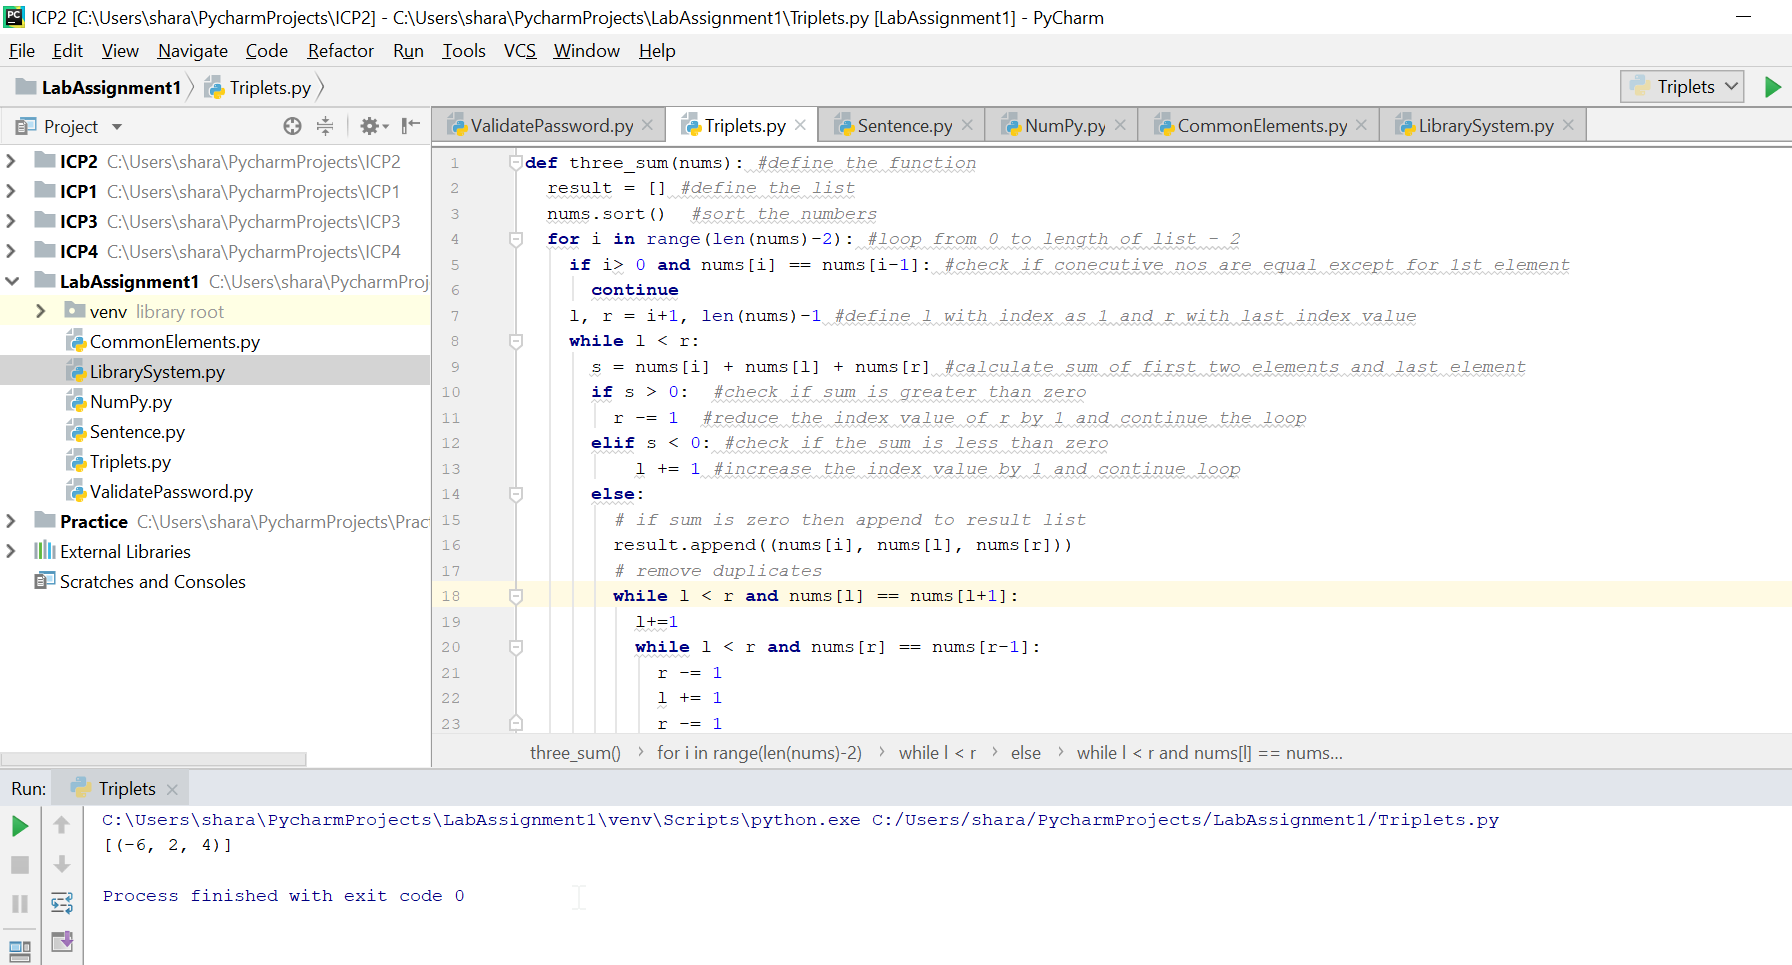 PC ICP2 [C:\Users\shara\PycharmProjects\ICP2] - C:\Users\shara\PycharmProjects\LabAssignment1\Triplets.py [LabAssignment1] - PyCharm
File Edit View Navigate Code Refactor Run Tools VCS Window Help
LabAssignment1 Triplets.py Triplets
Project
ICP2 C:\Users\shara\PycharmProjects\ICP2
ICP1 C:\Users\shara\PycharmProjects\ICP1
ICP3 C:\Users\shara\PycharmProjects\ICP3
ICP4 C:\Users\shara\PycharmProjects\ICP4
LabAssignment1 C:\Users\shara\PycharmProj
venv library root
CommonElements.py
LibrarySystem.py
NumPy.py
Sentence.py
Triplets.py
ValidatePassword.py
Practice C:\Users\shara\PycharmProjects\Prac
External Libraries
Scratches and Consoles
ValidatePassword.py Triplets.py Sentence.py NumPy.py CommonElements.py LibrarySystem.py
1 def three_sum(nums): #define the function
2 result = [] #define the list
3 nums.sort() #sort the numbers
4 for i in range(len(nums)-2): #loop from 0 to length of list - 2
5 if i> 0 and nums[i] == nums[i-1]: #check if conecutive nos are equal except for 1st element
6 continue
7 l, r = i+1, len(nums)-1 #define l with index as 1 and r with last index value
8 while l < r:
9 s = nums[i] + nums[l] + nums[r] #calculate sum of first two elements and last element
10 if s > 0: #check if sum is greater than zero
11 r -= 1 #reduce the index value of r by 1 and continue the loop
12 elif s < 0: #check if the sum is less than zero
13 l += 1 #increase the index value by 1 and continue loop
14 else:
15 # if sum is zero then append to result list
16 result.append((nums[i], nums[l], nums[r]))
17 # remove duplicates
18 while l < r and nums[l] == nums[l+1]:
19 l+=1
20 while l < r and nums[r] == nums[r-1]:
21 r -= 1
22 l += 1
23 r -= 1
three_sum() for i in range(len(nums)-2) while l < r else while l < r and nums[l] == nums...
Run: Triplets
C:\Users\shara\PycharmProjects\LabAssignment1\venv\Scripts\python.exe C:/Users/shara/PycharmProjects/LabAssignment1/Triplets.py
[(-6, 2, 4)]
Process finished with exit code 0